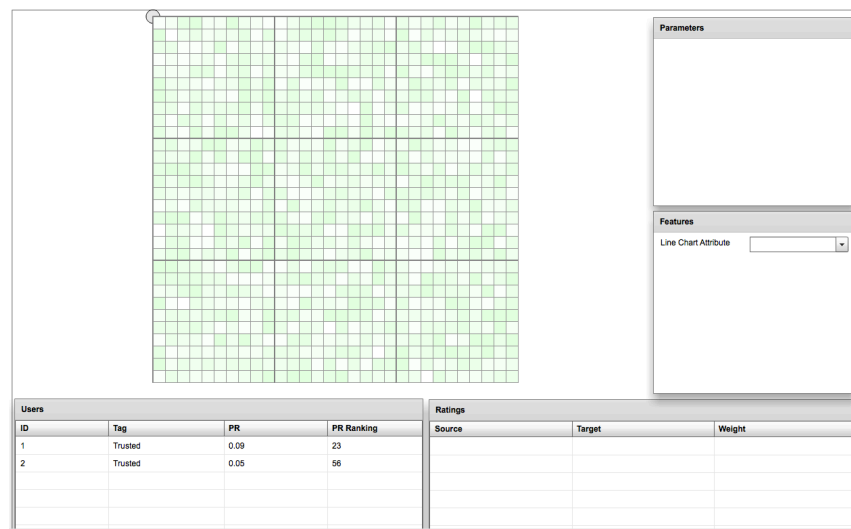 Parameters
Features
Line Chart Attribute
Users
ID Tag PR PR Ranking
1 Trusted 0.09 23
2 Trusted 0.05 56
Ratings
Source Target Weight